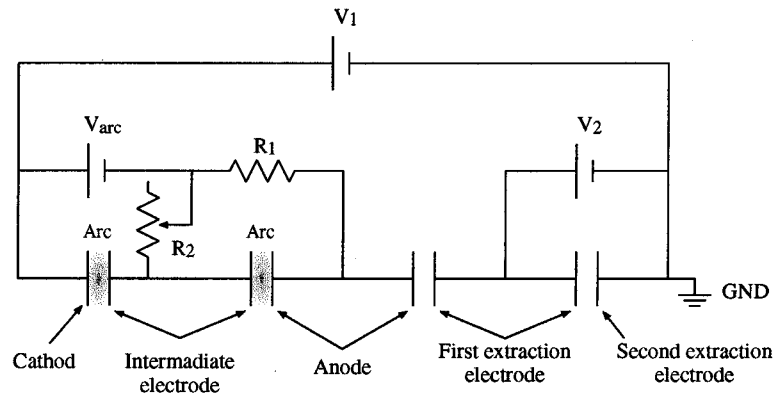 V1
Varc
R1
V2
Arc
R2
Arc
GND
Cathod
Intermadiate
electrode
Anode
First extraction
electrode
Second extraction
electrode